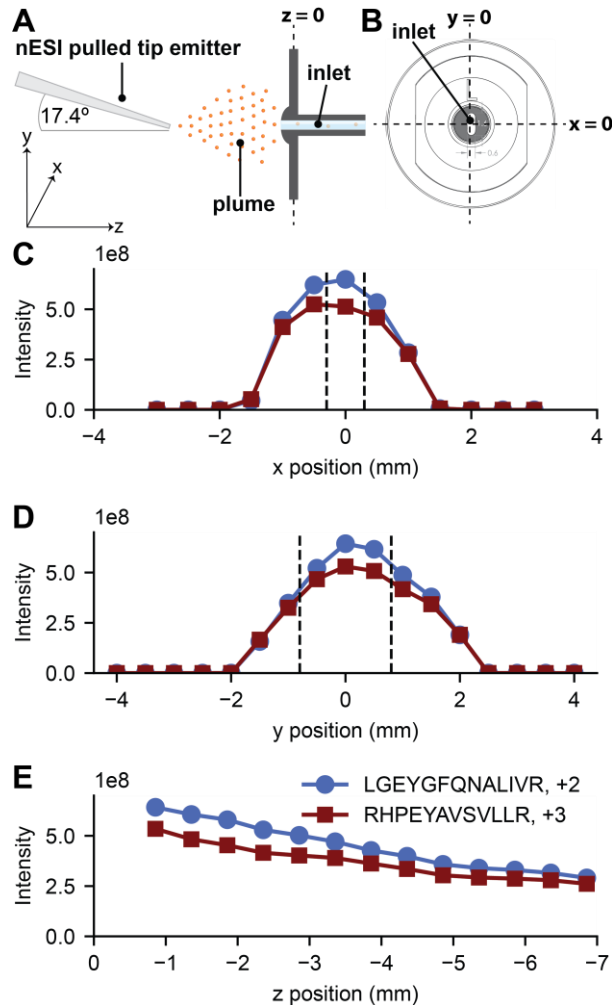 A
nESI pulled tip emitter
z = 0
inlet
17.4°
plume
y
x
z
B
y = 0
inlet
x = 0
0.6
C
1e8
Intensity
5.0
2.5
0.0
−4 −2 0 2 4
x position (mm)
D
1e8
Intensity
5.0
2.5
0.0
−4 −2 0 2 4
y position (mm)
E
1e8
LGEYGFQNALIVR, +2
RHPEYAVSVLLR, +3
Intensity
5.0
2.5
0.0
0 −1 −2 −3 −4 −5 −6 −7
z position (mm)